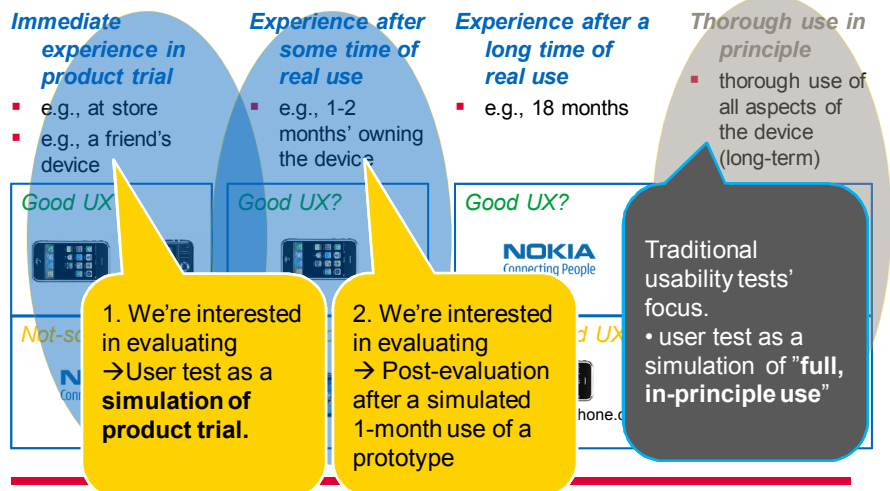 Immediate
experience in
product trial
▪ e.g., at store
▪ e.g., a friend's
device
Experience after
some time of
real use
▪ e.g., 1-2
months' owning
the device
Experience after a
long time of
real use
▪ e.g., 18 months
Thorough use in
principle
▪ thorough use of
all aspects of
the device
(long-term)
Good UX
Good UX?
Good UX?
NOKIA
Connecting People
1. We're interested
in evaluating
→User test as a
simulation of
product trial.
2. We're interested
in evaluating
→ Post-evaluation
after a simulated
1-month use of a
prototype
Traditional
usability tests'
focus.
• user test as a
simulation of ”full,
in-principle use”
UX